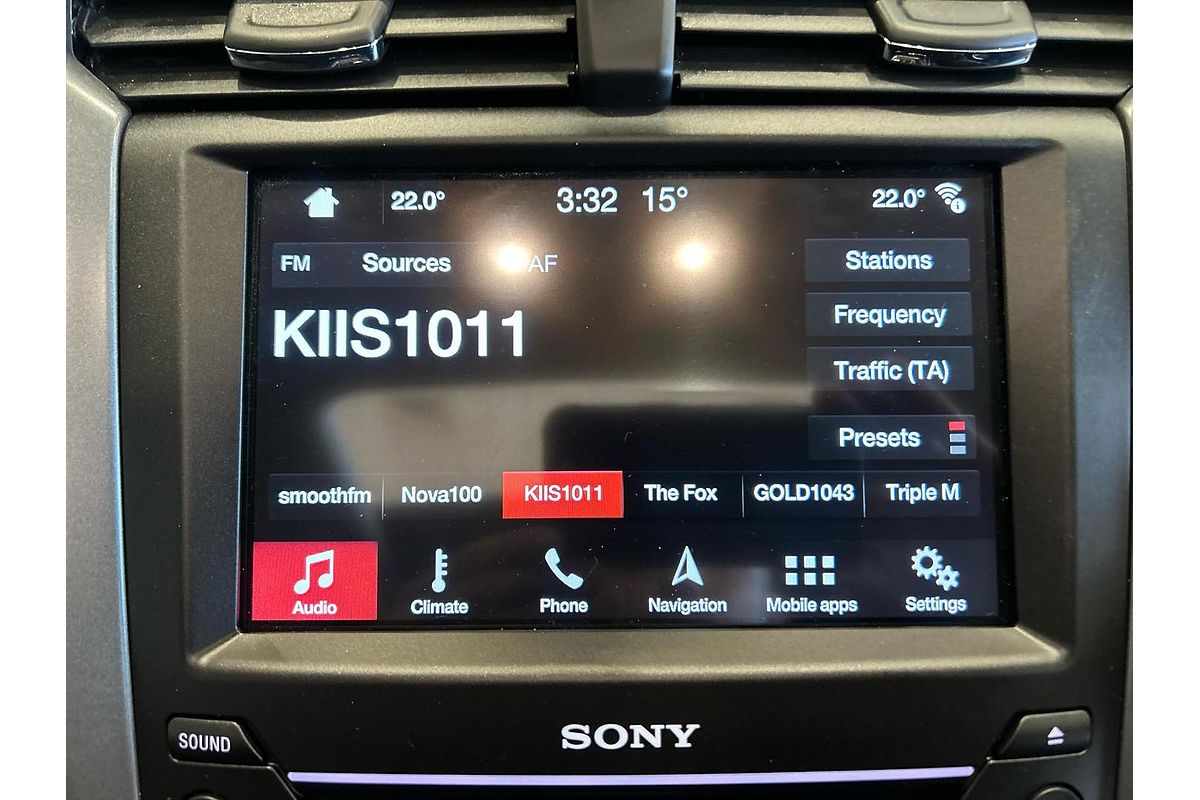 22.0° 3:32 15° 22.0°
FM Sources AF
Stations
KIIS1011
Frequency
Traffic (TA)
Presets
smoothfm Nova100 KIIS1011 The Fox GOLD1043 Triple M
Audio Climate Phone Navigation Mobile apps Settings
SONY
SOUND